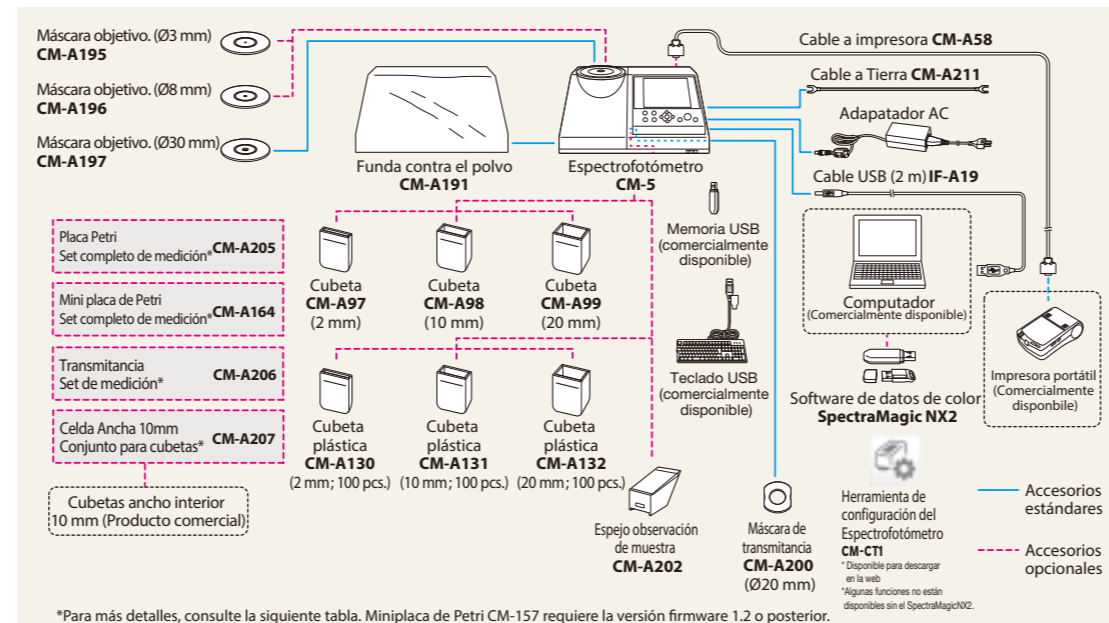 Máscara objetivo. (Ø3 mm)
CM-A195
Máscara objetivo. (Ø8 mm)
CM-A196
Máscara objetivo. (Ø30 mm)
CM-A197
Funda contra el polvo
CM-A191
Espectrofotómetro
CM-5
Cable a impresora CM-A58
Cable a Tierra CM-A211
Adapatador AC
Cable USB (2 m) IF-A19
Placa Petri
Set completo de medición* CM-A205
Mini placa de Petri
Set completo de medición* CM-A164
Transmitancia
Set de medición* CM-A206
Celda Ancha 10mm
Conjunto para cubetas* CM-A207
Cubetas ancho interior
10 mm (Producto comercial)
Cubeta
CM-A97
(2 mm)
Cubeta
CM-A98
(10 mm)
Cubeta
CM-A99
(20 mm)
Cubeta
plástica
CM-A130
(2 mm; 100 pcs.)
Cubeta
plástica
CM-A131
(10 mm; 100 pcs.)
Cubeta
plástica
CM-A132
(20 mm; 100 pcs.)
Memoria USB
(comercialmente
disponible)
Teclado USB
(comercialmente
disponible)
Espejo observación
de muestra
CM-A202
Máscara de
transmitancia
CM-A200
(Ø20 mm)
Computador
(Comercialmente disponible)
Software de datos de color
SpectraMagic NX2
Impresora portátil
(Comercialmente
disponbile)
Herramienta de
configuración del
Espectrofotómetro
CM-CT1
* Disponible para descargar
en la web
*Algunas funciones no están
disponibles sin el SpectraMagicNX2.
Accesorios
estándares
Accesorios
opcionales
*Para más detalles, consulte la siguiente tabla. Miniplaca de Petri CM-157 requiere la versión firmware 1.2 o posterior.